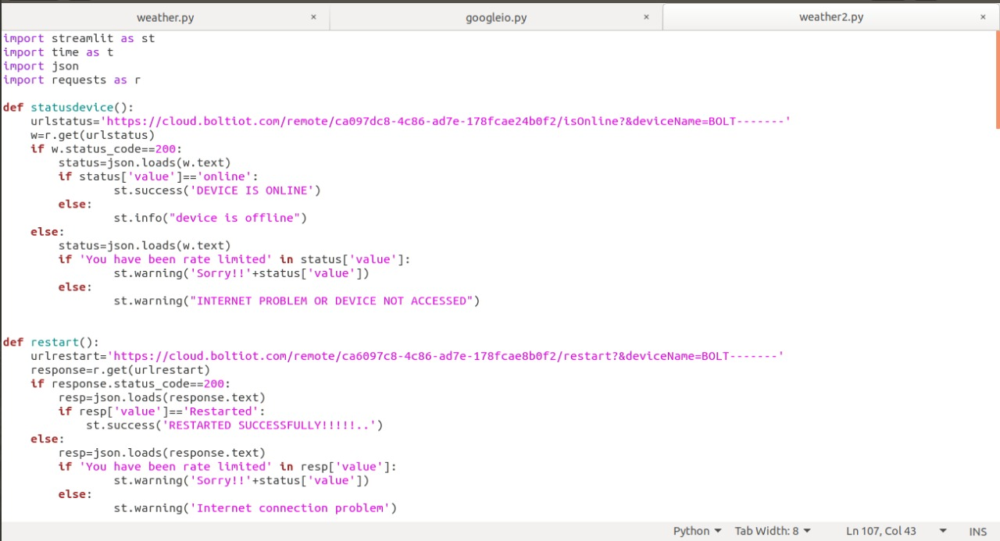 weather.py × googleio.py × weather2.py ×
import streamlit as st
import time as t
import json
import requests as r
def statusdevice():
    urlstatus='https://cloud.boltiot.com/remote/ca097dc8-4c86-ad7e-178fcae24b0f2/isOnline?&deviceName=BOLT-------'
    w=r.get(urlstatus)
    if w.status_code==200:
        status=json.loads(w.text)
        if status['value']=='online':
                st.success('DEVICE IS ONLINE')
        else:
                st.info("device is offline")
    else:
        status=json.loads(w.text)
        if 'You have been rate limited' in status['value']:
                st.warning('Sorry!!'+status['value'])
        else:
                st.warning("INTERNET PROBLEM OR DEVICE NOT ACCESSED")
def restart():
    urlrestart='https://cloud.boltiot.com/remote/ca6097c8-4c86-ad7e-178fcae8b0f2/restart?&deviceName=BOLT-------'
    response=r.get(urlrestart)
    if response.status_code==200:
        resp=json.loads(response.text)
        if resp['value']=='Restarted':
            st.success('RESTARTED SUCCESSFULLY!!!!!..')
    else:
        resp=json.loads(response.text)
        if 'You have been rate limited' in resp['value']:
                st.warning('Sorry!!'+status['value'])
        else:
                st.warning('Internet connection problem')
Python Tab Width: 8 Ln 107, Col 43 INS